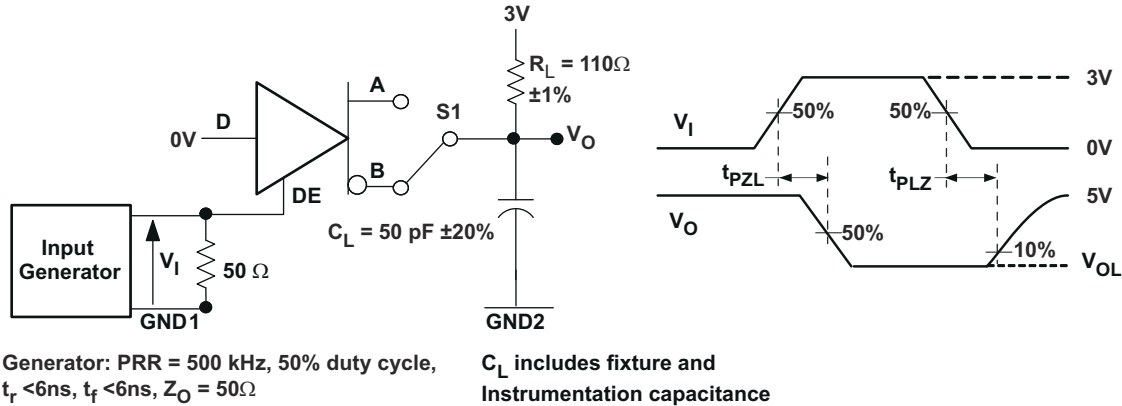 3V
R_L = 110Ω
±1%
A
S1
D
0V
V_O
B
DE
C_L = 50 pF ±20%
Input
Generator
V_I
50 Ω
GND1
GND2
3V
50%
50%
V_I
0V
t_PZL
t_PLZ
5V
V_O
50%
10%
V_OL
Generator: PRR = 500 kHz, 50% duty cycle,
t_r <6ns, t_f <6ns, Z_O = 50Ω
C_L includes fixture and
Instrumentation capacitance